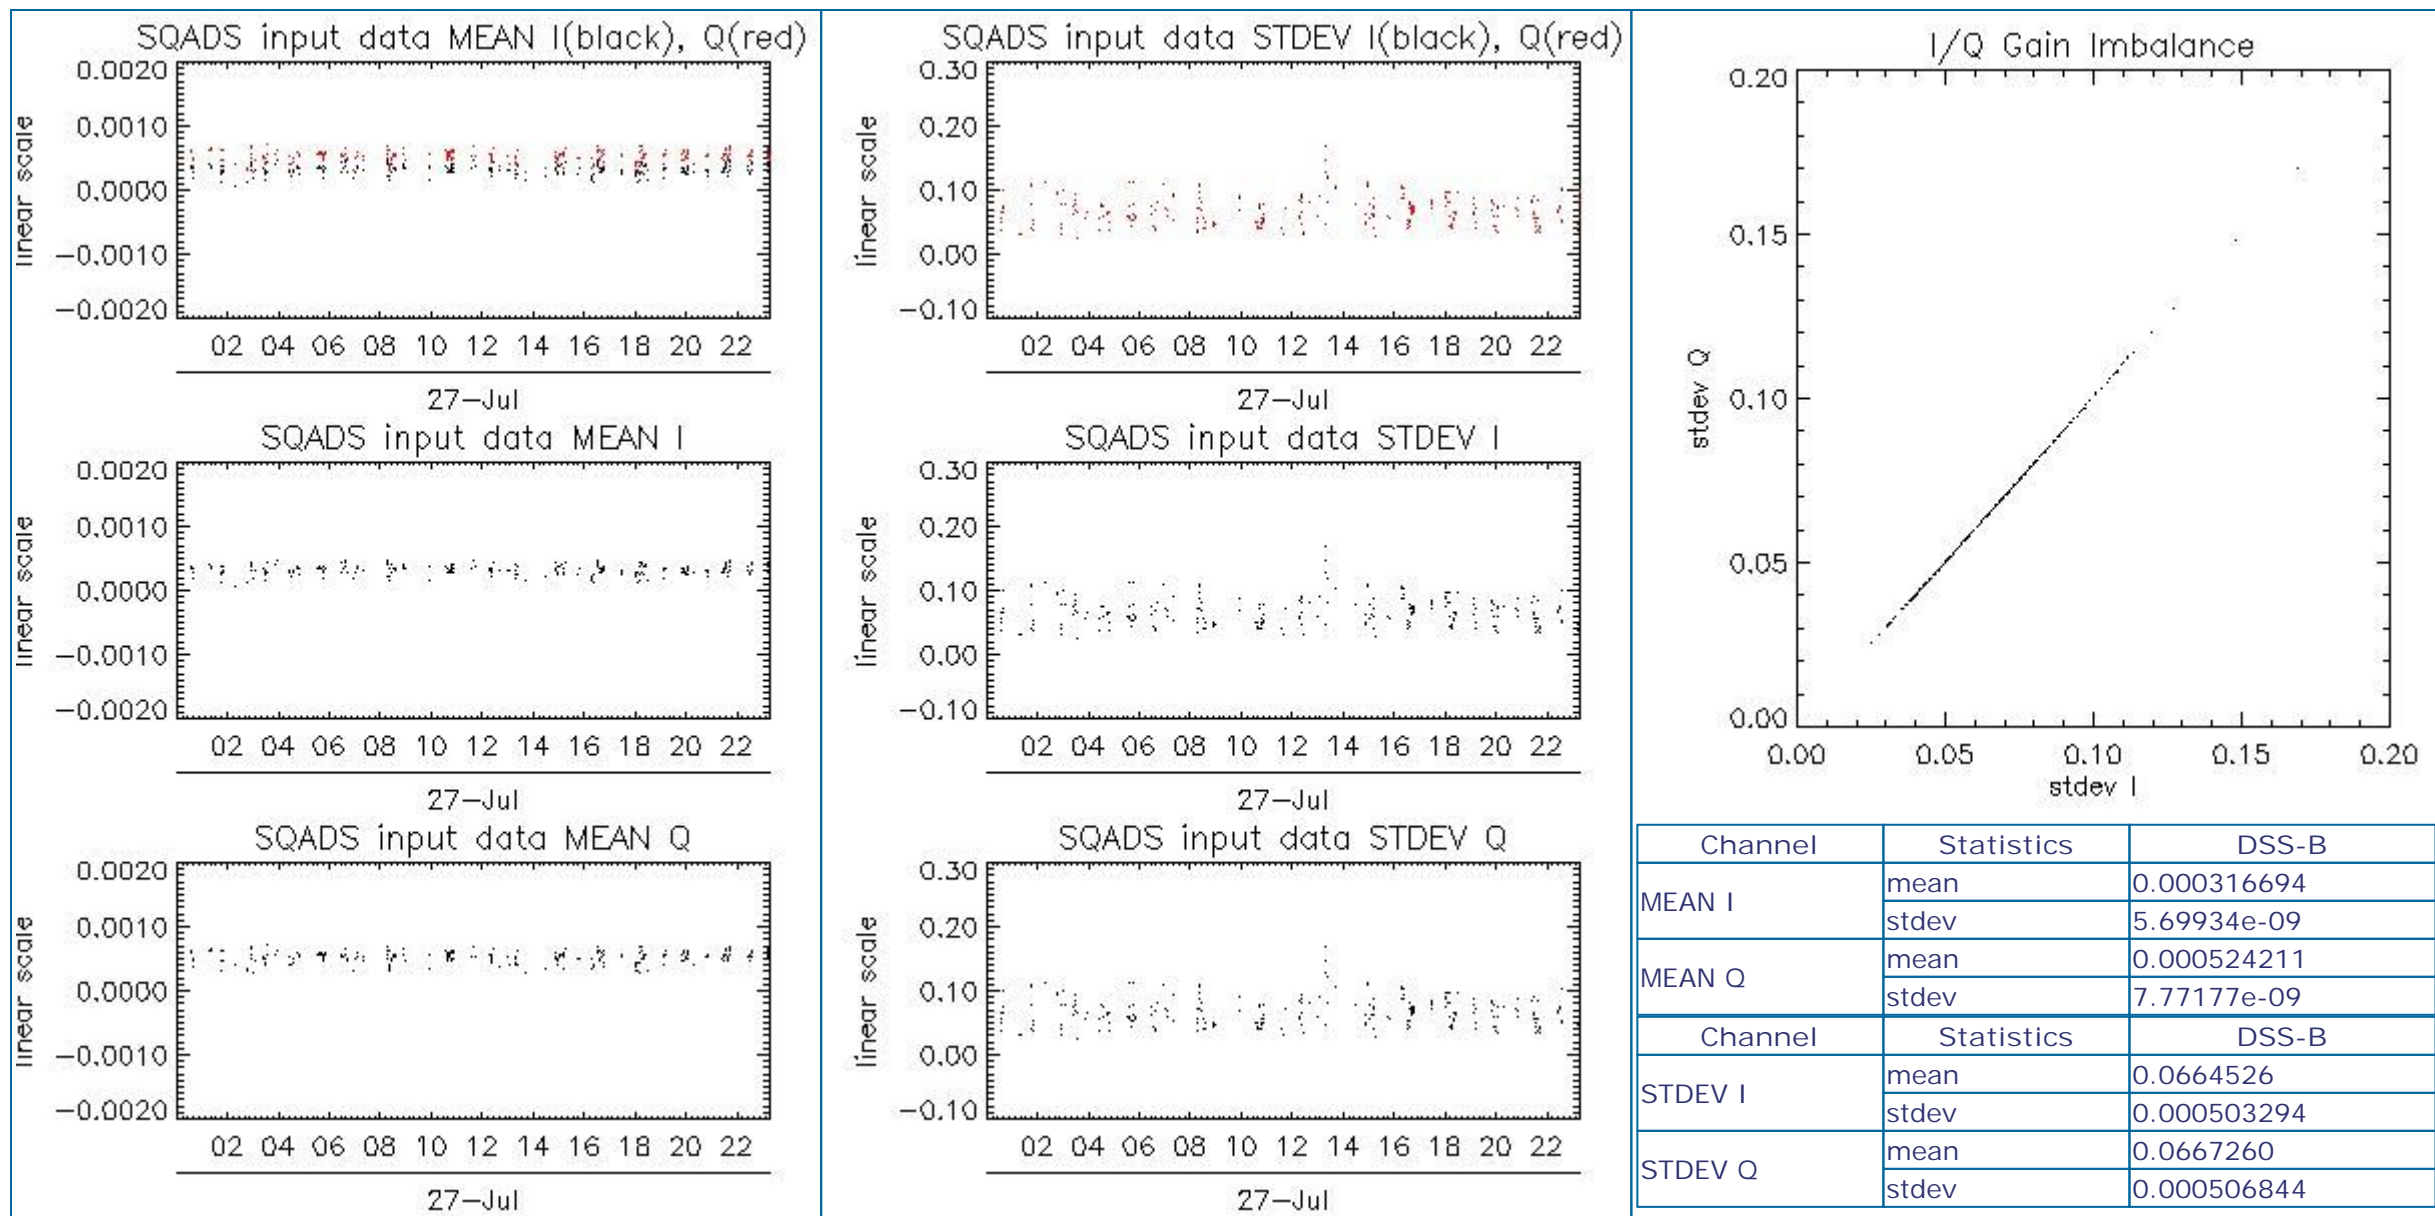 SQADS input data MEAN I(black), Q(red)
0.0020
0.0010
0.0000
-0.0010
-0.0020
linear scale
02 04 06 08 10 12 14 16 18 20 22
27-Jul
SQADS input data MEAN I
0.0020
0.0010
0.0000
-0.0010
-0.0020
linear scale
02 04 06 08 10 12 14 16 18 20 22
27-Jul
SQADS input data MEAN Q
0.0020
0.0010
0.0000
-0.0010
-0.0020
linear scale
02 04 06 08 10 12 14 16 18 20 22
27-Jul
SQADS input data STDEV I(black), Q(red)
0.30
0.20
0.10
0.00
-0.10
linear scale
02 04 06 08 10 12 14 16 18 20 22
27-Jul
SQADS input data STDEV I
0.30
0.20
0.10
0.00
-0.10
linear scale
02 04 06 08 10 12 14 16 18 20 22
27-Jul
SQADS input data STDEV Q
0.30
0.20
0.10
0.00
-0.10
linear scale
02 04 06 08 10 12 14 16 18 20 22
27-Jul
I/Q Gain Imbalance
0.20
0.15
0.10
0.05
0.00
stdev Q
0.00 0.05 0.10 0.15 0.20
stdev I
Channel Statistics DSS-B
MEAN I mean 0.000316694
stdev 5.69934e-09
MEAN Q mean 0.000524211
stdev 7.77177e-09
Channel Statistics DSS-B
STDEV I mean 0.0664526
stdev 0.000503294
STDEV Q mean 0.0667260
stdev 0.000506844